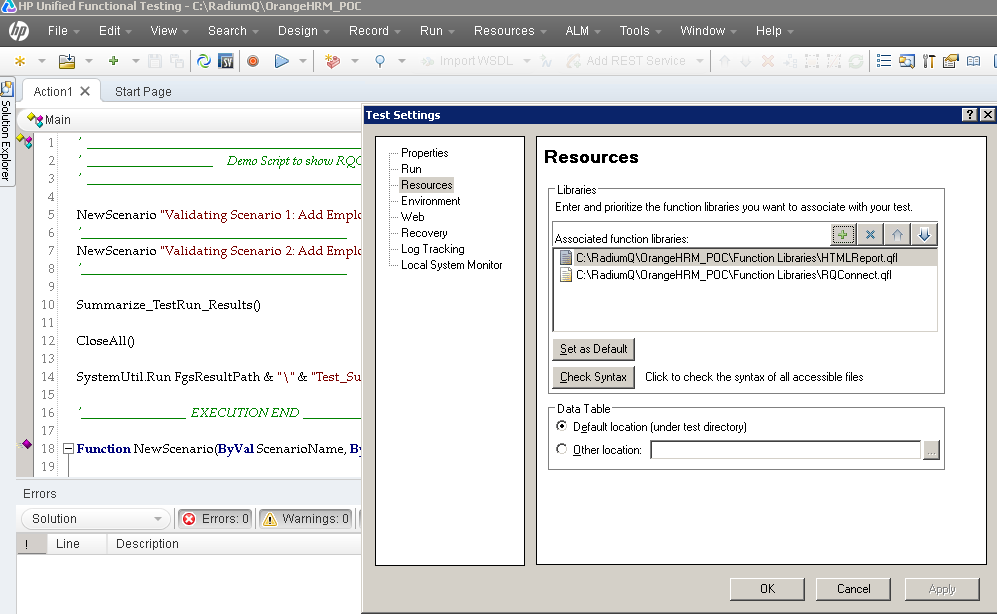 HP Unified Functional Testing - C:\RadiumQ\OrangeHRM_POC
hp File Edit View Search Design Record Run Resources ALM Tools Window Help
Import WSDL Add REST Service
Solution Explorer
Action1 Start Page
Main
1 '
2 ' Demo Script to show RQC
3 '
4
5 NewScenario "Validating Scenario 1: Add Emplo
6 '
7 NewScenario "Validating Scenario 2: Add Emplo
8 '
9
10 Summarize_TestRun_Results()
11
12 CloseAll()
13
14 SystemUtil.Run FgsResultPath & "\" & "Test_Su
15
16 '________________ EXECUTION END _________
17
18 Function NewScenario(ByVal ScenarioName, By
19
Errors
Solution Errors: 0 Warnings: 0
! Line Description
Test Settings
Properties
Run
Resources
Environment
Web
Recovery
Log Tracking
Local System Monitor
Resources
Libraries
Enter and prioritize the function libraries you want to associate with your test.
Associated function libraries:
C:\RadiumQ\OrangeHRM_POC\Function Libraries\HTMLReport.qfl
C:\RadiumQ\OrangeHRM_POC\Function Libraries\RQConnect.qfl
Set as Default
Check Syntax Click to check the syntax of all accessible files
Data Table
Default location (under test directory)
Other location: ...
OK Cancel Apply